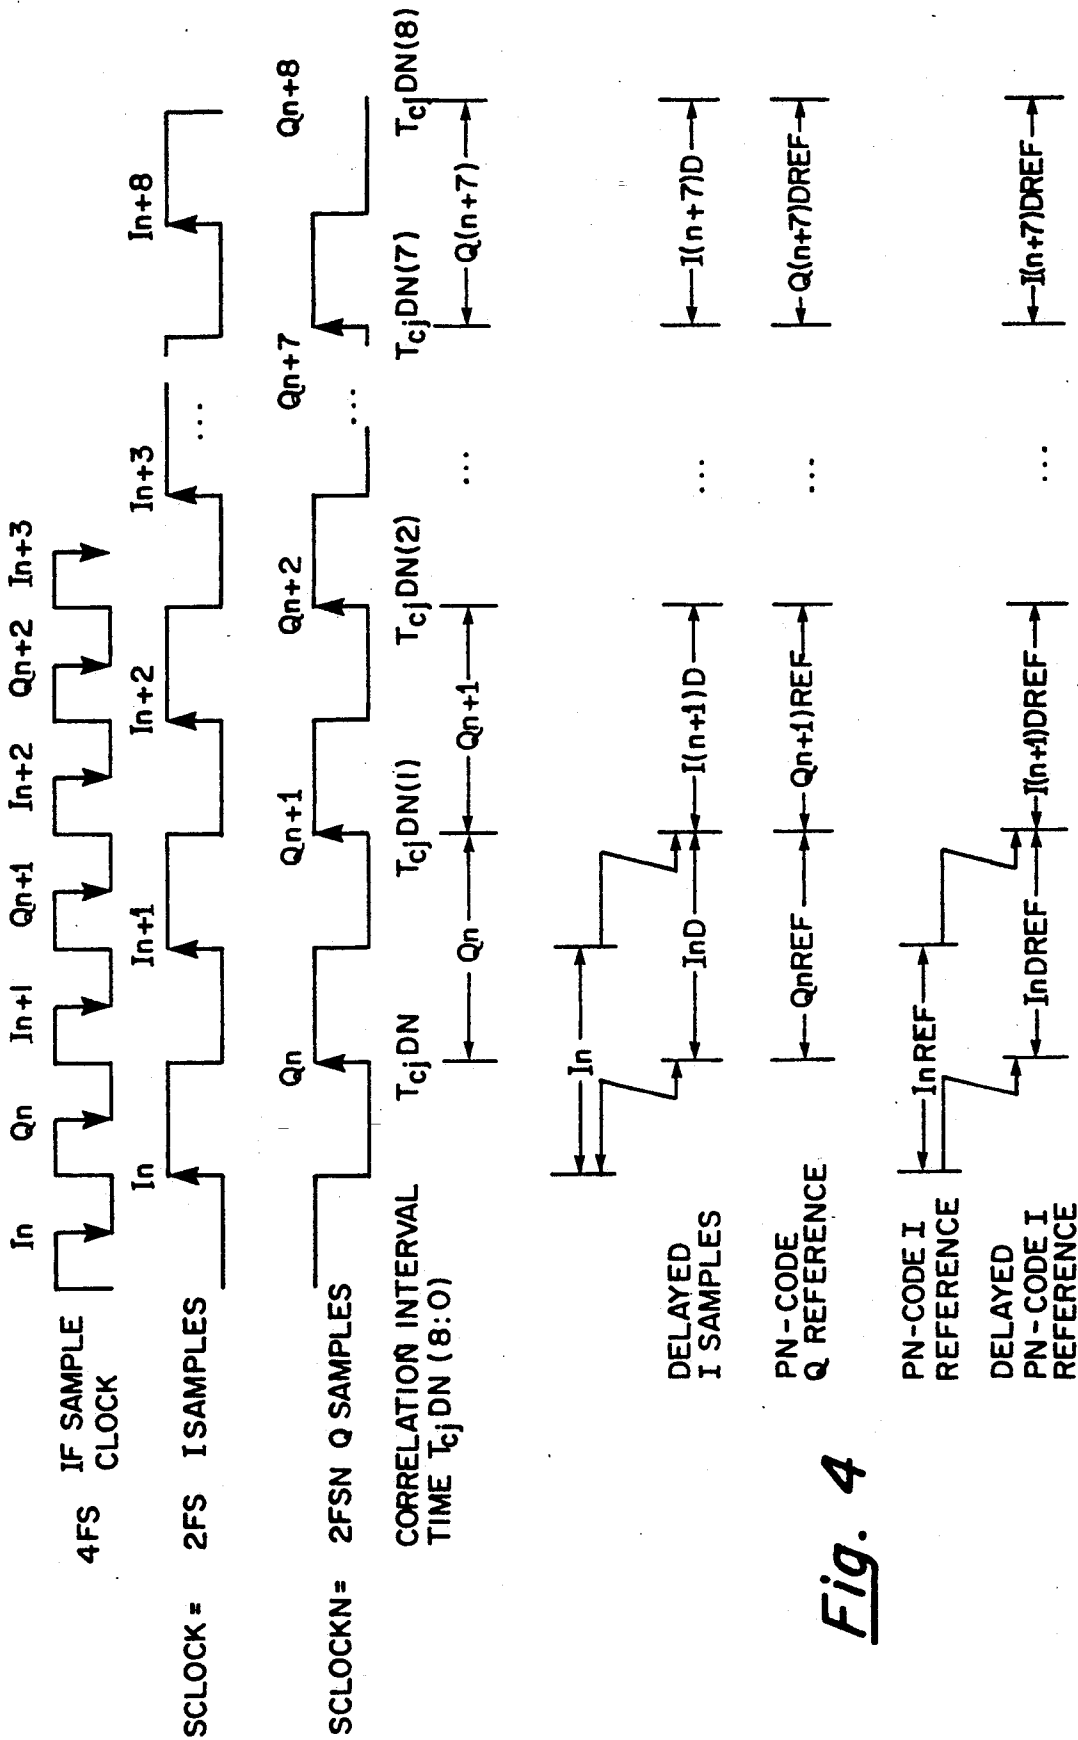 In Qn In+1 Qn+1 In+2 Qn+2 In+3
4FS IF SAMPLE
CLOCK
In In+1 In+2 In+3 ... In+8
SCLOCK = 2FS I SAMPLES
Qn Qn+1 Qn+2 ... Qn+7 Qn+8
SCLOCKN = 2FSN Q SAMPLES
CORRELATION INTERVAL
TIME TcjDN (8:0)
TcjDN TcjDN(1) TcjDN(2) TcjDN(7) TcjDN(8)
Qn Qn+1 ... Q(n+7)
In
DELAYED
I SAMPLES
InD I(n+1)D ... I(n+7)D
PN-CODE
Q REFERENCE
QnREF Qn+1)REF ... Q(n+7)DREF
PN-CODE I
REFERENCE
InREF
DELAYED
PN-CODE I
REFERENCE
InDREF I(n+1)DREF ... I(n+7)DREF
Fig. 4